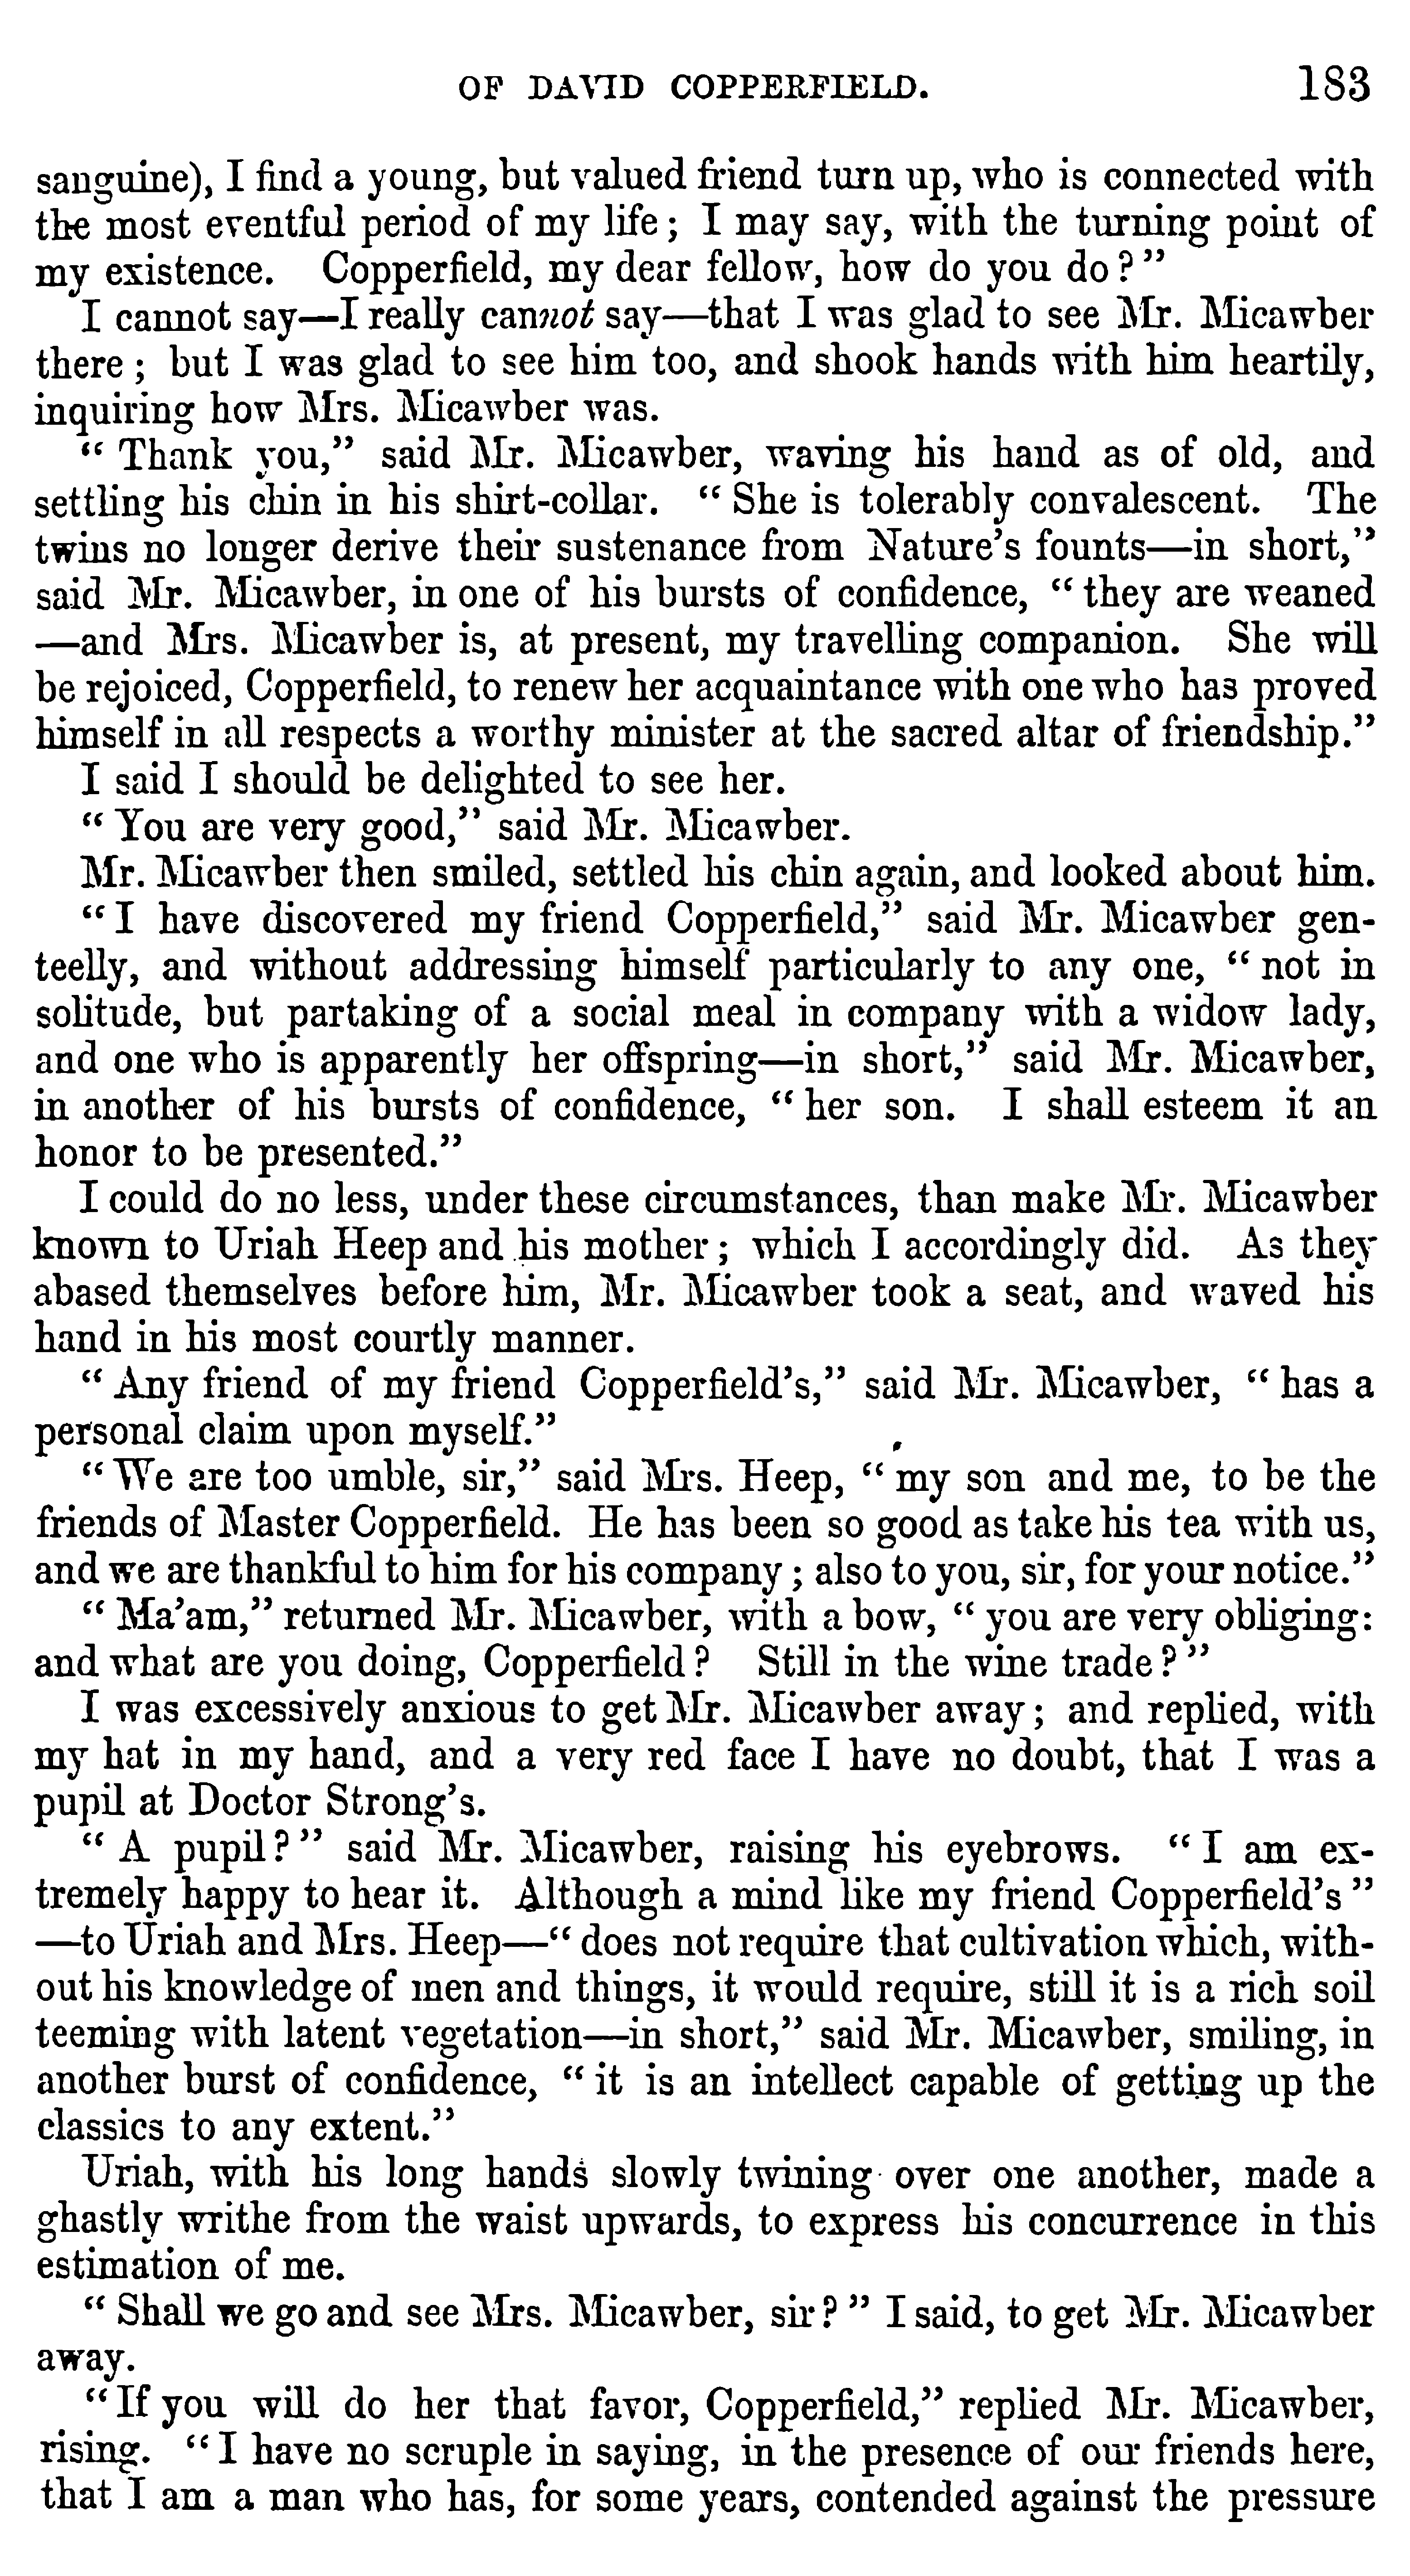 OF DAVID COPPERFIELD. 183
sanguine), I find a young, but valued friend turn up, who is connected with
the most eventful period of my life; I may say, with the turning point of
my existence. Copperfield, my dear fellow, how do you do?"
I cannot say—I really cannot say—that I was glad to see Mr. Micawber
there; but I was glad to see him too, and shook hands with him heartily,
inquiring how Mrs. Micawber was.
"Thank you," said Mr. Micawber, waving his hand as of old, and
settling his chin in his shirt-collar. "She is tolerably convalescent. The
twins no longer derive their sustenance from Nature's founts—in short,"
said Mr. Micawber, in one of his bursts of confidence, "they are weaned
—and Mrs. Micawber is, at present, my travelling companion. She will
be rejoiced, Copperfield, to renew her acquaintance with one who has proved
himself in all respects a worthy minister at the sacred altar of friendship."
I said I should be delighted to see her.
"You are very good," said Mr. Micawber.
Mr. Micawber then smiled, settled his chin again, and looked about him.
"I have discovered my friend Copperfield," said Mr. Micawber gen-
teelly, and without addressing himself particularly to any one, "not in
solitude, but partaking of a social meal in company with a widow lady,
and one who is apparently her offspring—in short," said Mr. Micawber,
in another of his bursts of confidence, "her son. I shall esteem it an
honor to be presented."
I could do no less, under these circumstances, than make Mr. Micawber
known to Uriah Heep and his mother; which I accordingly did. As they
abased themselves before him, Mr. Micawber took a seat, and waved his
hand in his most courtly manner.
"Any friend of my friend Copperfield's," said Mr. Micawber, "has a
personal claim upon myself."
"We are too umble, sir," said Mrs. Heep, "my son and me, to be the
friends of Master Copperfield. He has been so good as take his tea with us,
and we are thankful to him for his company; also to you, sir, for your notice."
"Ma'am," returned Mr. Micawber, with a bow, "you are very obliging:
and what are you doing, Copperfield? Still in the wine trade?"
I was excessively anxious to get Mr. Micawber away; and replied, with
my hat in my hand, and a very red face I have no doubt, that I was a
pupil at Doctor Strong's.
"A pupil?" said Mr. Micawber, raising his eyebrows. "I am ex-
tremely happy to hear it. Although a mind like my friend Copperfield's"
—to Uriah and Mrs. Heep—"does not require that cultivation which, with-
out his knowledge of men and things, it would require, still it is a rich soil
teeming with latent vegetation—in short," said Mr. Micawber, smiling, in
another burst of confidence, "it is an intellect capable of getting up the
classics to any extent."
Uriah, with his long hands slowly twining over one another, made a
ghastly writhe from the waist upwards, to express his concurrence in this
estimation of me.
"Shall we go and see Mrs. Micawber, sir?" I said, to get Mr. Micawber
away.
"If you will do her that favor, Copperfield," replied Mr. Micawber,
rising. "I have no scruple in saying, in the presence of our friends here,
that I am a man who has, for some years, contended against the pressure